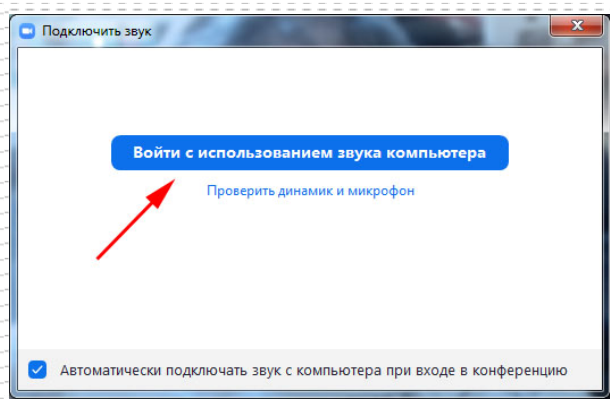 Подключить звук
Войти с использованием звука компьютера
Проверить динамик и микрофон
Автоматически подключать звук с компьютера при входе в конференцию